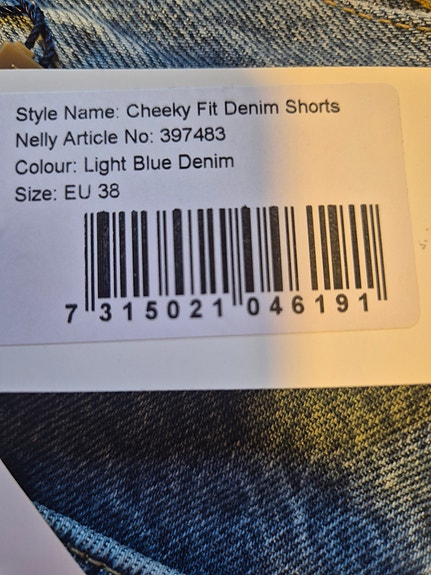 Style Name: Cheeky Fit Denim Shorts
Nelly Article No: 397483
Colour: Light Blue Denim
Size: EU 38
7 315021 046191